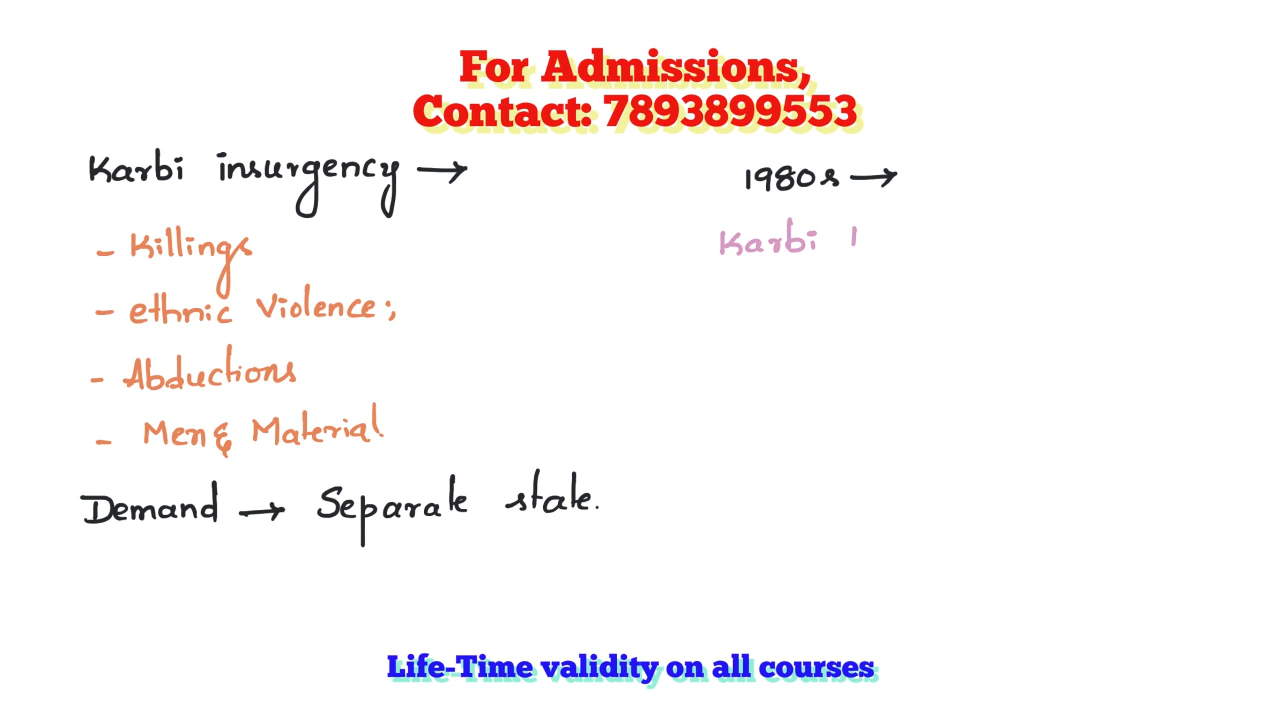 For Admissions,
Contact: 7893899553
Karbi insurgency →
- Killings
- ethnic Violence;
- Abductions
- Men & Material
Demand → Separate state.
1980s →
Karbi I
Life-Time validity on all courses